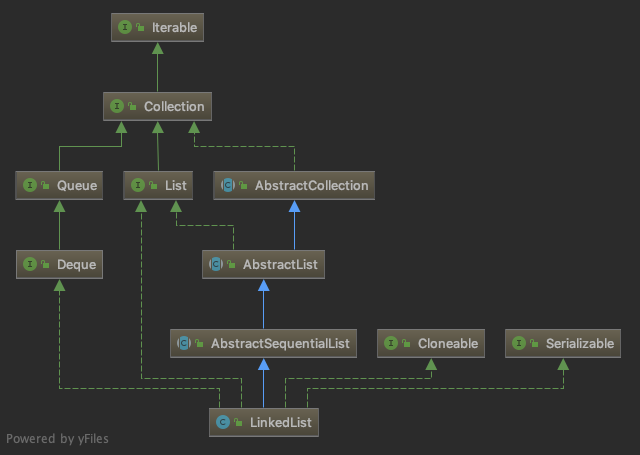 I Iterable
I Collection
I Queue
I List
C AbstractCollection
I Deque
C AbstractList
C AbstractSequentialList
I Cloneable
I Serializable
C LinkedList
Powered by yFiles